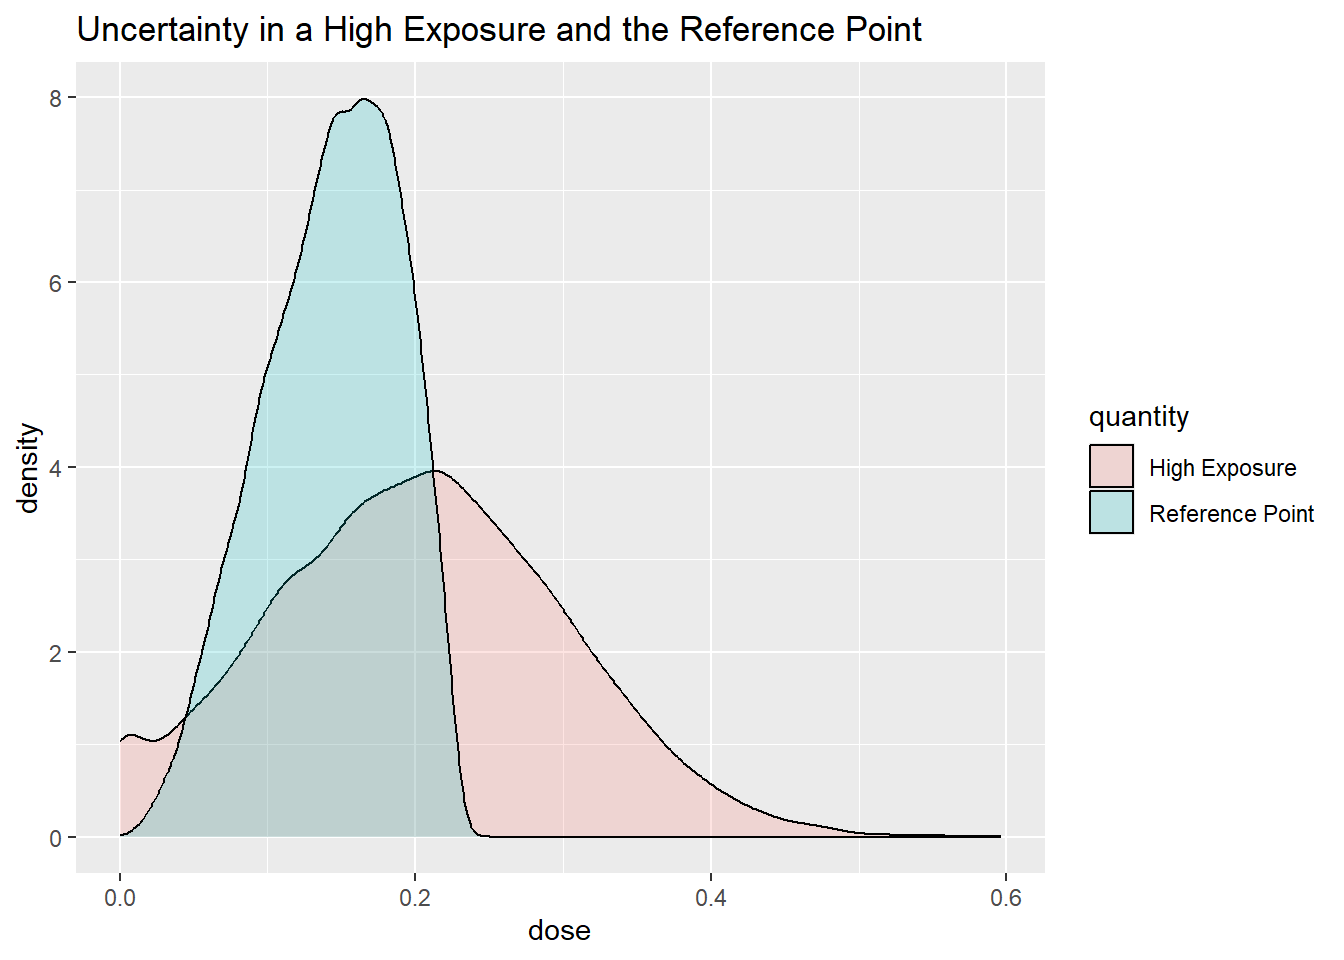 Uncertainty in a High Exposure and the Reference Point
density
8
6
4
2
0
0.0 0.2 0.4 0.6
dose
quantity
High Exposure
Reference Point